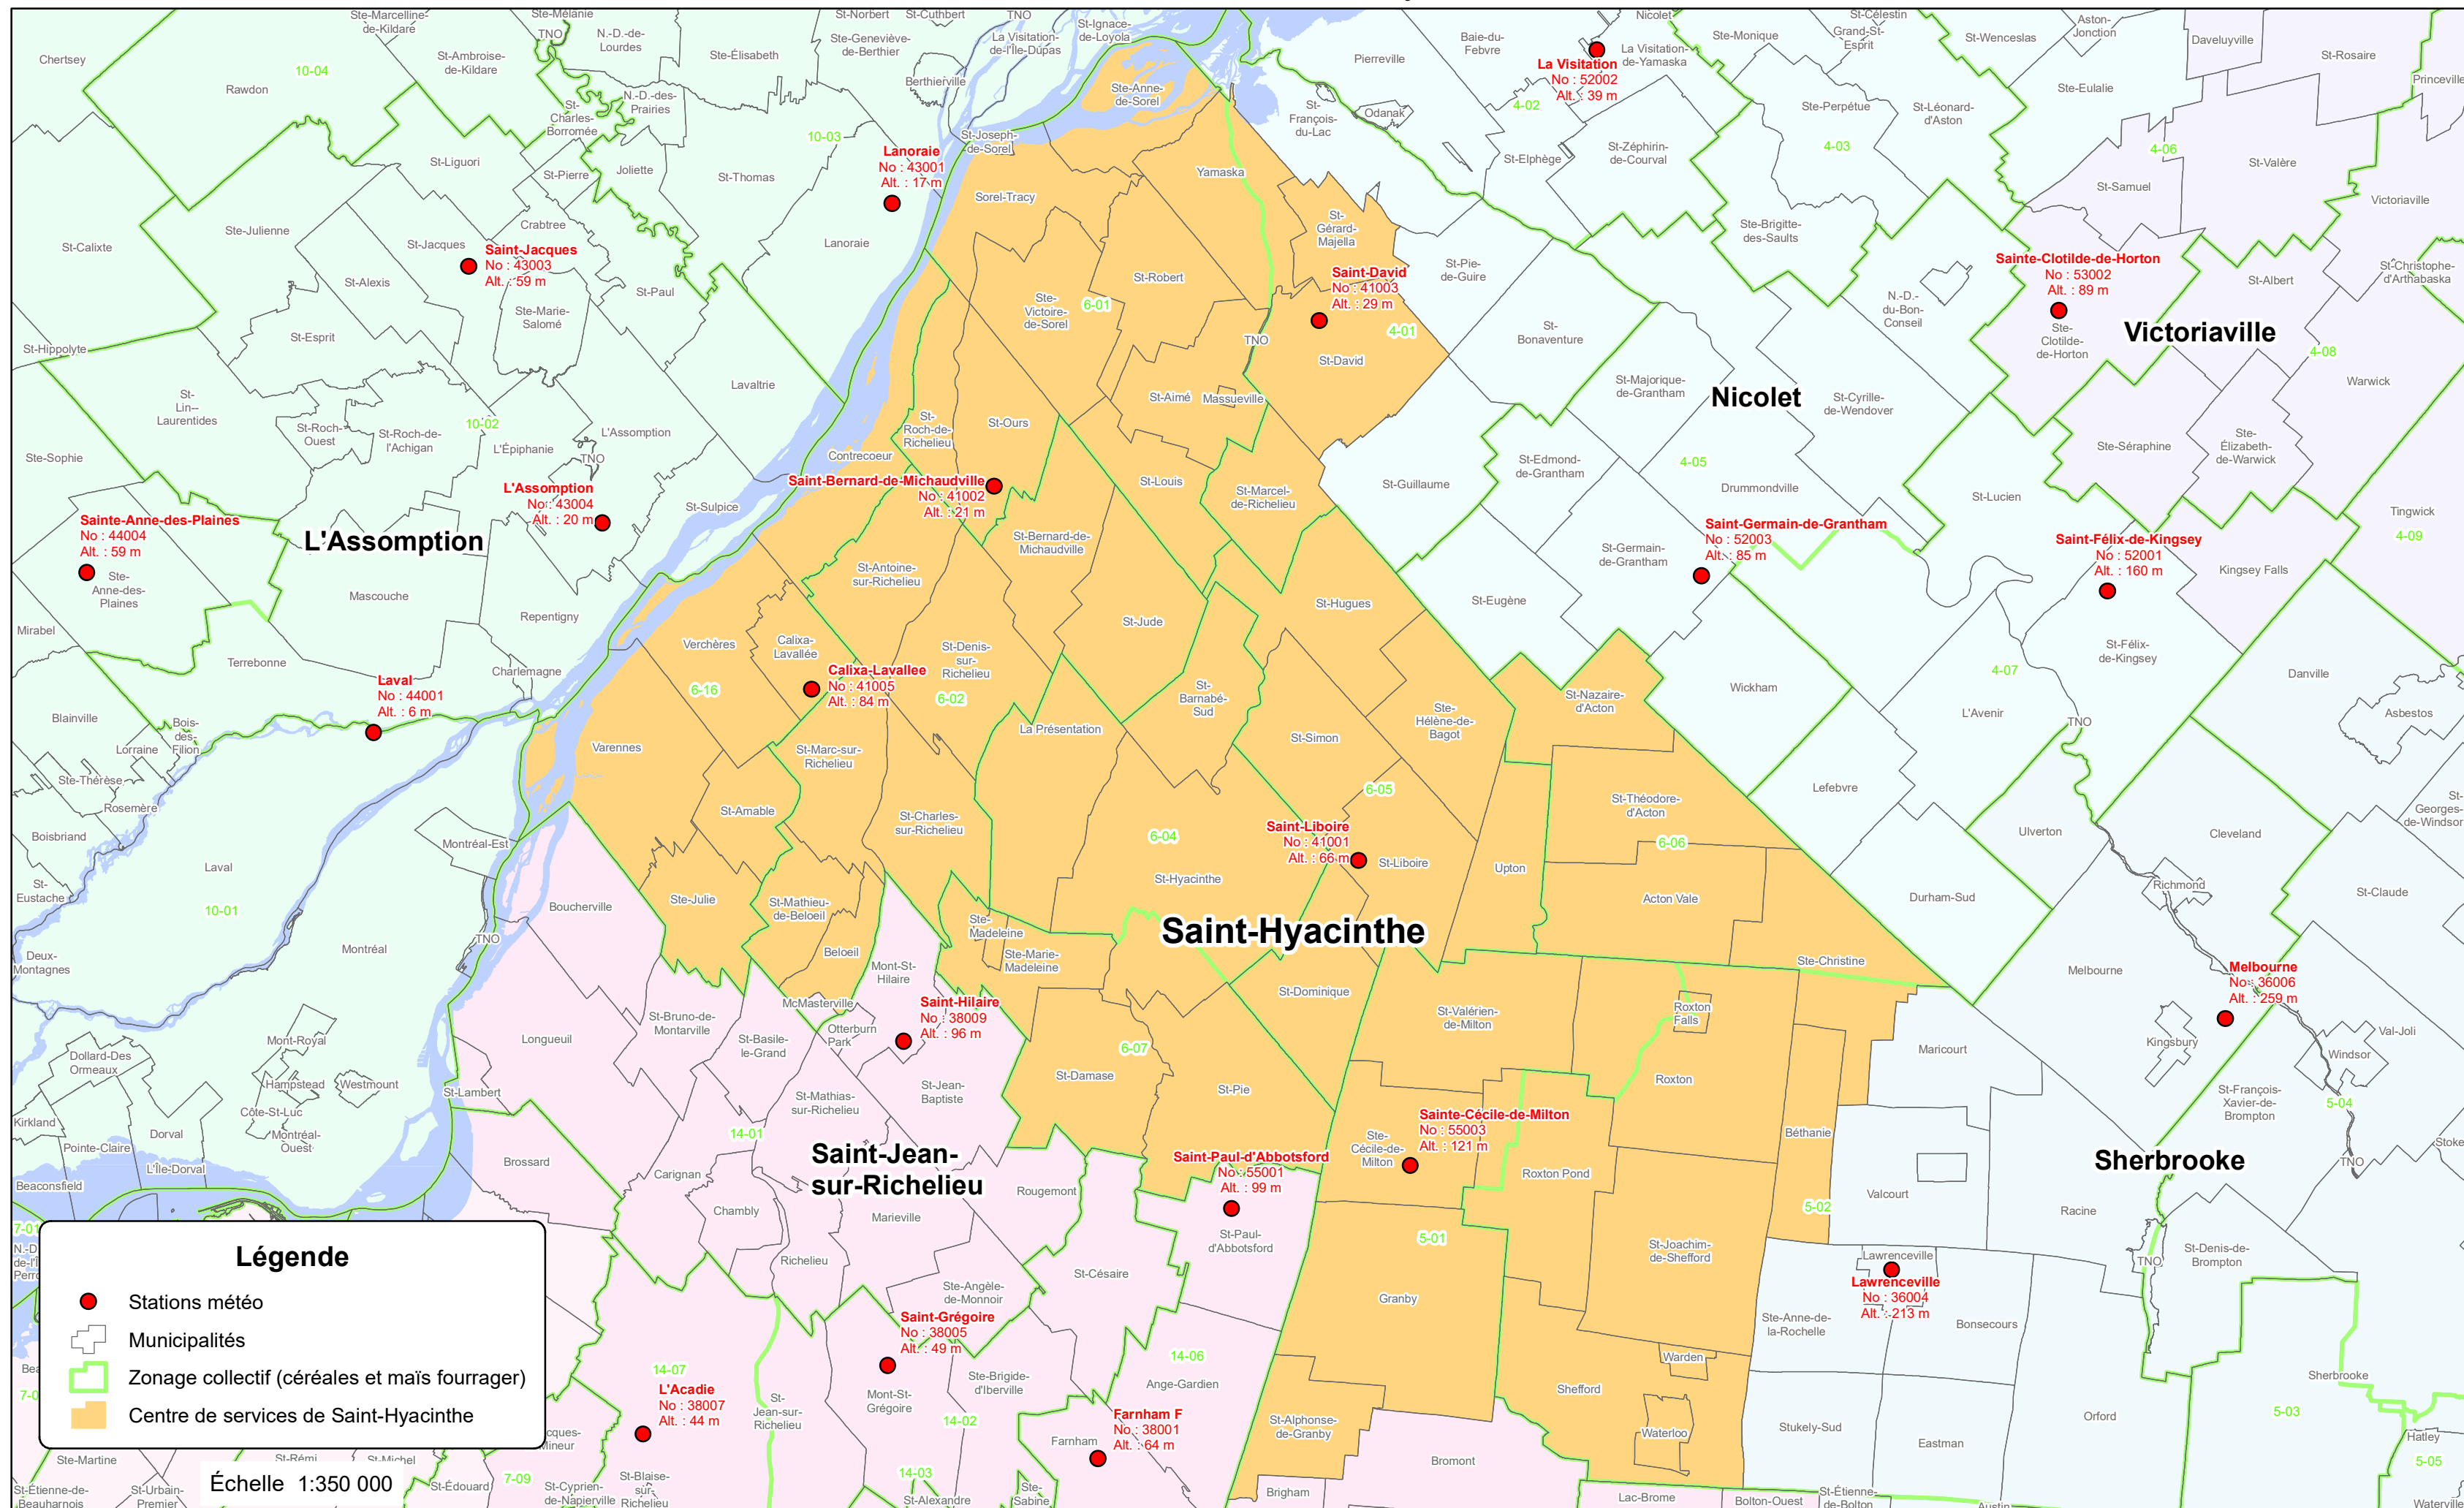 Ste-Marcelline-
de-Kildare
Ste-Mélanie
TNO
N.-D.-de-
Lourdes
St-Norbert
St-Cuthbert
TNO
St-Ignace-
de-Loyola
Nicolet
St-Célestin
Aston-
Jonction
Daveluyville
St-Rosaire
Princeville
Chertsey
10-04
Rawdon
St-Ambroise-
de-Kildare
Ste-Élisabeth
Ste-Geneviève-
de-Berthier
La Visitation-
de-l'Île-Dupas
Berthierville
Ste-Anne-
de-Sorel
Pierreville
Baie-du-
Febvre
La Visitation-
de-Yamaska
La Visitation
No : 52002
Alt. : 39 m
4-02
Ste-Monique
Grand-St-
Esprit
St-Wenceslas
Ste-Eulalie
St-
Charles-
Borromée
N.-D.-des-
Prairies
10-03
St-Joseph-
de-Sorel
St-
François-
du-Lac
Odanak
St-Elphège
St-Zéphirin-
de-Courval
Ste-Perpétue
4-03
St-Léonard-
d'Aston
4-06
St-Valère
St-Samuel
Victoriaville
St-Liguori
St-Pierre
Joliette
St-Thomas
Lanoraie
No : 43001
Alt. : 17 m
Lanoraie
Sorel-Tracy
Yamaska
St-
Gérard-
Majella
St-Pie-
de-Guire
Ste-Brigitte-
des-Saults
St-Calixte
Ste-Julienne
Crabtree
St-Jacques
Saint-Jacques
No : 43003
Alt. : 59 m
St-Alexis
St-Paul
Ste-Marie-
Salomé
St-Esprit
St-Hippolyte
Ste-
Victoire-
de-Sorel
6-01
St-Robert
Saint-David
No : 41003
Alt. : 29 m
4-01
TNO
St-David
St-
Bonaventure
N.-D.-
du-Bon-
Conseil
Sainte-Clotilde-de-Horton
No : 53002
Alt. : 89 m
Ste-
Clotilde-
de-Horton
St-Albert
St-Christophe-
d'Arthabaska
Victoriaville
4-08
Warwick
St-
Lin--
Laurentides
Lavaltrie
St-Aimé
Massueville
St-Majorique-
de-Grantham
Nicolet
St-Cyrille-
de-Wendover
St-Roch-
Ouest
St-Roch-de-
l'Achigan
10-02
L'Épiphanie
L'Assomption
TNO
Ste-Sophie
St-
Roch-de-
Richelieu
St-Ours
Contrecoeur
Ste-Séraphine
Ste-
Élizabeth-
de-Warwick
Saint-Bernard-de-Michaudville
No : 41002
Alt. : 21 m
St-Louis
St-Marcel-
de-Richelieu
St-Guillaume
St-Edmond-
de-Grantham
4-05
Drummondville
St-Lucien
Tingwick
4-09
L'Assomption
No : 43004
Alt. : 20 m
St-Sulpice
Sainte-Anne-des-Plaines
No : 44004
Alt. : 59 m
Ste-
Anne-des-
Plaines
L'Assomption
Saint-Germain-de-Grantham
No : 52003
Alt. : 85 m
St-Germain-
de-Grantham
Saint-Félix-de-Kingsey
No : 52001
Alt. : 160 m
Kingsey Falls
St-Bernard-de-
Michaudville
St-Antoine-
sur-Richelieu
Mascouche
Repentigny
Mirabel
Terrebonne
Charlemagne
Verchères
Calixa-
Lavallée
St-Denis-
sur-
Richelieu
St-Jude
St-Hugues
St-Eugène
St-Félix-
de-Kingsey
4-07
Danville
Laval
No : 44001
Alt. : 6 m
6-16
Calixa-Lavallee
No : 41005
Alt. : 84 m
6-02
St-
Barnabé-
Sud
Ste-
Hélène-de-
Bagot
St-Nazaire-
d'Acton
Wickham
L'Avenir
TNO
Asbestos
Blainville
Bois-
des-
Filion
Lorraine
Ste-Thérèse
Rosemère
Varennes
St-Marc-sur-
Richelieu
La Présentation
St-Simon
6-05
St-Amable
St-Charles-
sur-Richelieu
6-04
St-Théodore-
d'Acton
6-06
Lefebvre
Ulverton
Cleveland
St-
Georges-
de-Windsor
Boisbriand
Montréal-Est
Laval
St-
Eustache
10-01
Saint-Liboire
No : 41001
Alt. : 66 m
St-Liboire
St-Hyacinthe
Upton
Acton Vale
Durham-Sud
Richmond
St-Claude
Boucherville
Ste-Julie
St-Mathieu-
de-Beloeil
Ste-
Madeleine
Saint-Hyacinthe
Montréal
TNO
Deux-
Montagnes
Beloeil
Mont-St-
Hilaire
Ste-Marie-
Madeleine
St-Dominique
Ste-Christine
Melbourne
Melbourne
No : 36006
Alt. : 259 m
McMasterville
Saint-Hilaire
No : 38009
Alt. : 96 m
St-Valérien-
de-Milton
Roxton
Falls
St-Bruno-de-
Montarville
St-Basile-
le-Grand
Otterburn
Park
Longueuil
Mont-Royal
Dollard-Des
Ormeaux
Hampstead
Westmount
Côte-St-Luc
Montréal-
Ouest
St-Lambert
Kirkland
Pointe-Claire
Dorval
L'Île-Dorval
Beaconsfield
6-07
St-Damase
St-Pie
Roxton
Maricourt
Kingsbury
Windsor
Val-Joli
St-François-
Xavier-de-
Brompton
5-04
Stoke
St-Mathias-
sur-Richelieu
St-Jean-
Baptiste
14-01
Saint-Jean-
sur-Richelieu
Brossard
Carignan
Chambly
Marieville
Rougemont
Richelieu
Ste-
Cécile-de-
Milton
Sainte-Cécile-de-Milton
No : 55003
Alt. : 121 m
Saint-Paul-d'Abbotsford
No : 55001
Alt. : 99 m
St-Paul-
d'Abbotsford
Roxton Pond
Béthanie
5-02
Valcourt
Sherbrooke
TNO
Racine
5-01
St-Joachim-
de-Shefford
Lawrenceville
Lawrenceville
No : 36004
Alt. : 213 m
St-Denis-de-
Brompton
TNO
St-Césaire
Ste-Angèle-
de-Monnoir
Saint-Grégoire
No : 38005
Alt. : 49 m
Granby
Ste-Anne-de-
la-Rochelle
Bonsecours
7-01
Légende
Stations météo
Municipalités
Zonage collectif (céréales et maïs fourrager)
Centre de services de Saint-Hyacinthe
14-07
L'Acadie
No : 38007
Alt. : 44 m
St-
Jean-sur-
Richelieu
Mont-St-
Grégoire
Ste-Brigide-
d'Iberville
14-02
14-06
Ange-Gardien
Warden
Shefford
Waterloo
Stukely-Sud
Eastman
Orford
Sherbrooke
5-03
Hatley
5-05
Farnham F
No : 38001
Alt. : 64 m
Farnham
St-Alphonse-
de-Granby
Bromont
Brigham
Lac-Brome
Bolton-Ouest
St-Étienne-
de-Bolton
Austin
Ste-Martine
St-Rémi
St-Michel
St-Étienne-de-
Beauharnois
St-Urbain-
Premier
Échelle 1:350 000
St-Édouard
7-09
St-Cyprien-
de-Napierville
St-Blaise-
sur-
Richelieu
14-03
St-Alexandre
Ste-
Sabine